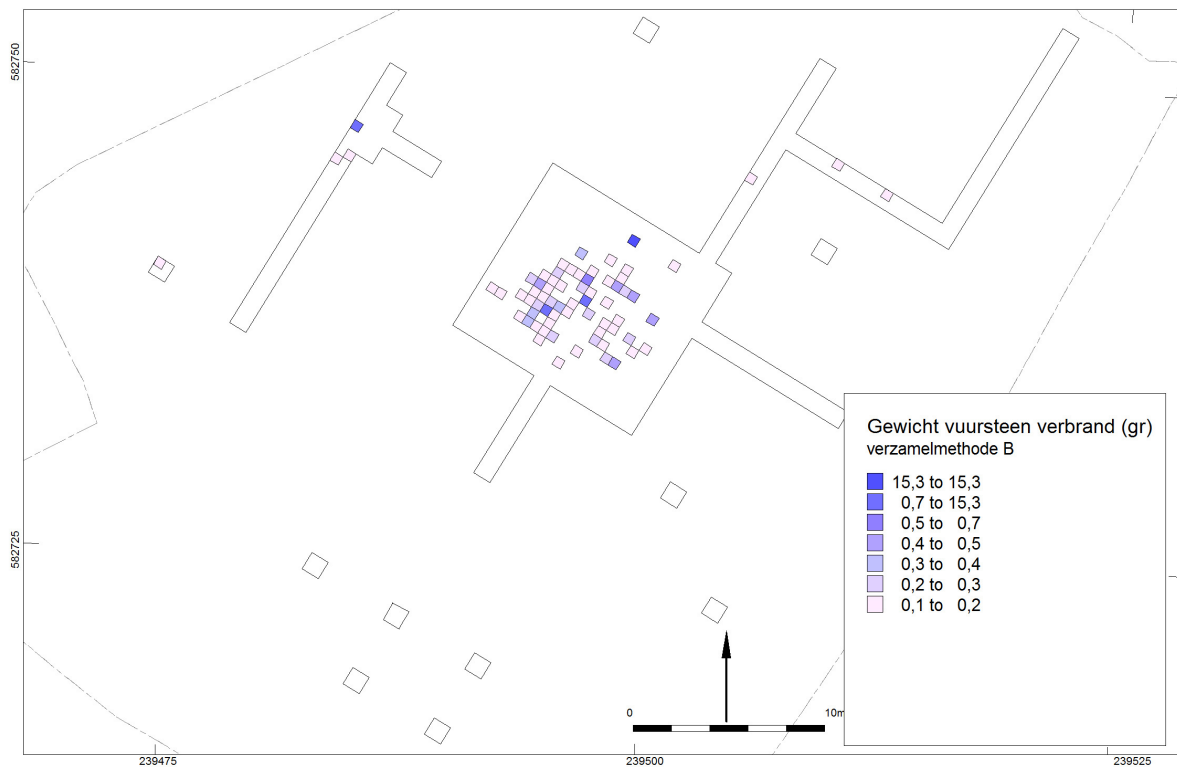 582750
582725
Gewicht vuursteen verbrand (gr)
verzamelmethode B
15,3 to 15,3
0,7 to 15,3
0,5 to 0,7
0,4 to 0,5
0,3 to 0,4
0,2 to 0,3
0,1 to 0,2
0 10m
239475 239500 239525